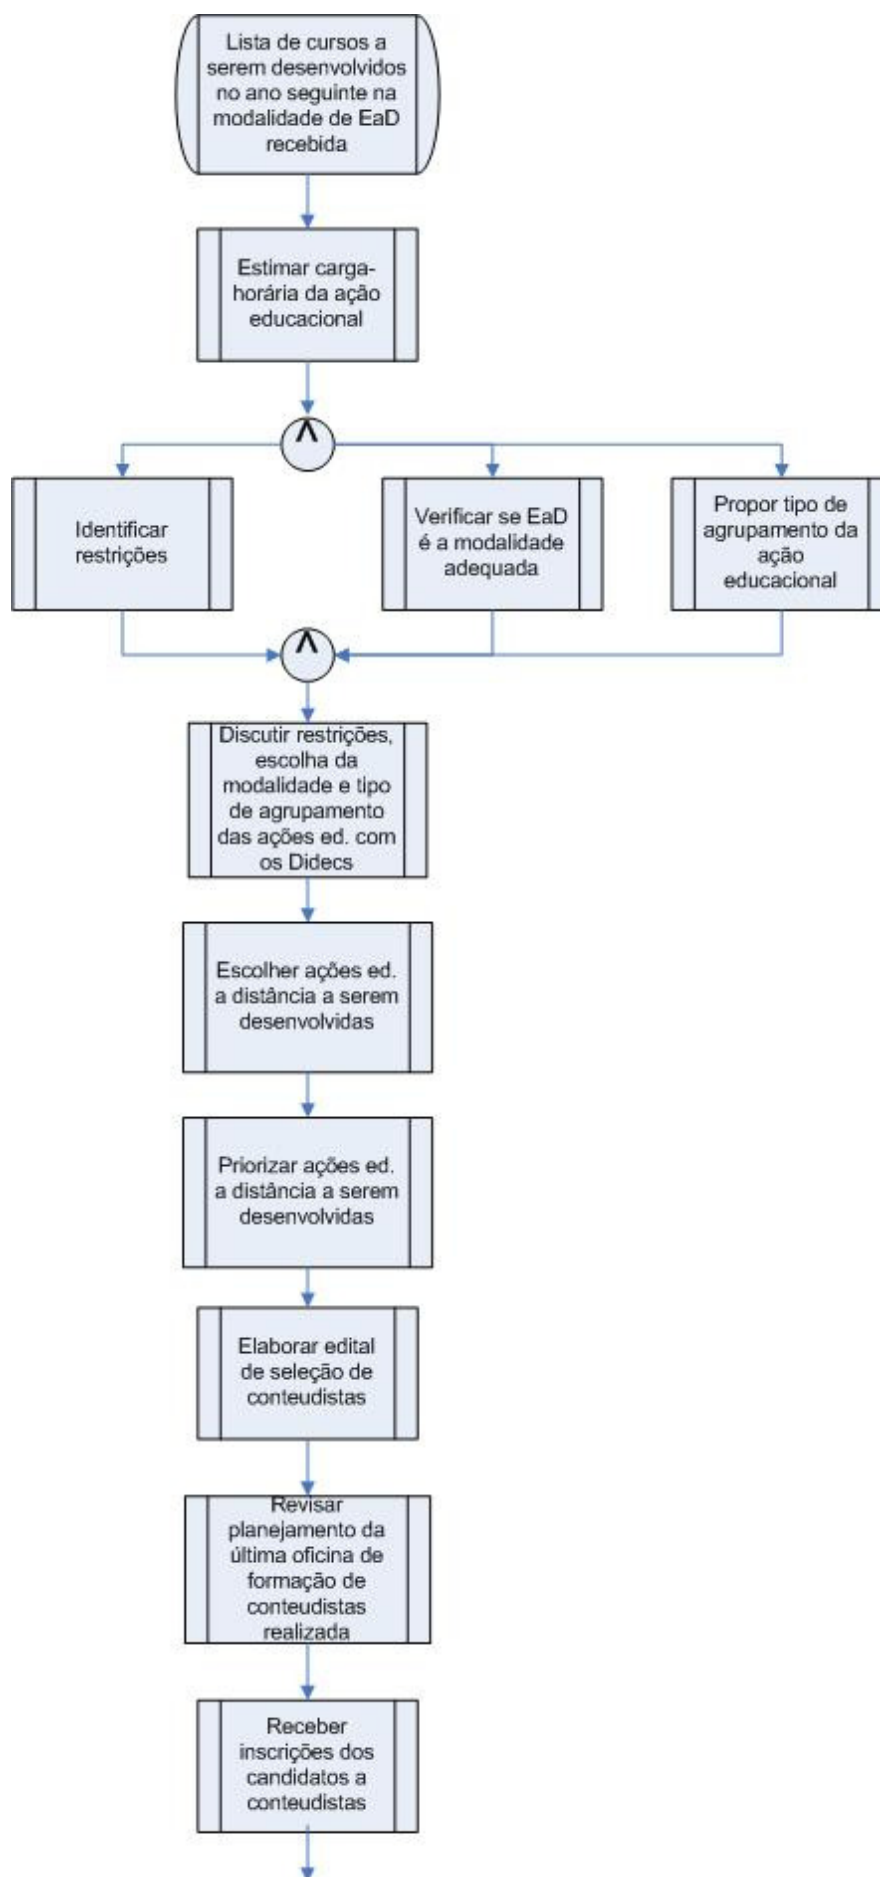 Lista de cursos a
serem desenvolvidos
no ano seguinte na
modalidade de EaD
recebida
Estimar carga-
horária da ação
educacional
^
Identificar
restrições
Verificar se EaD
é a modalidade
adequada
Propor tipo de
agrupamento da
ação
educacional
^
Discutir restrições,
escolha da
modalidade e tipo
de agrupamento
das ações ed. com
os Didecs
Escolher ações ed.
a distância a serem
desenvolvidas
Priorizar ações ed.
a distância a serem
desenvolvidas
Elaborar edital
de seleção de
conteudistas
Revisar
planejamento da
última oficina de
formação de
conteudistas
realizada
Receber
inscrições dos
candidatos a
conteudistas